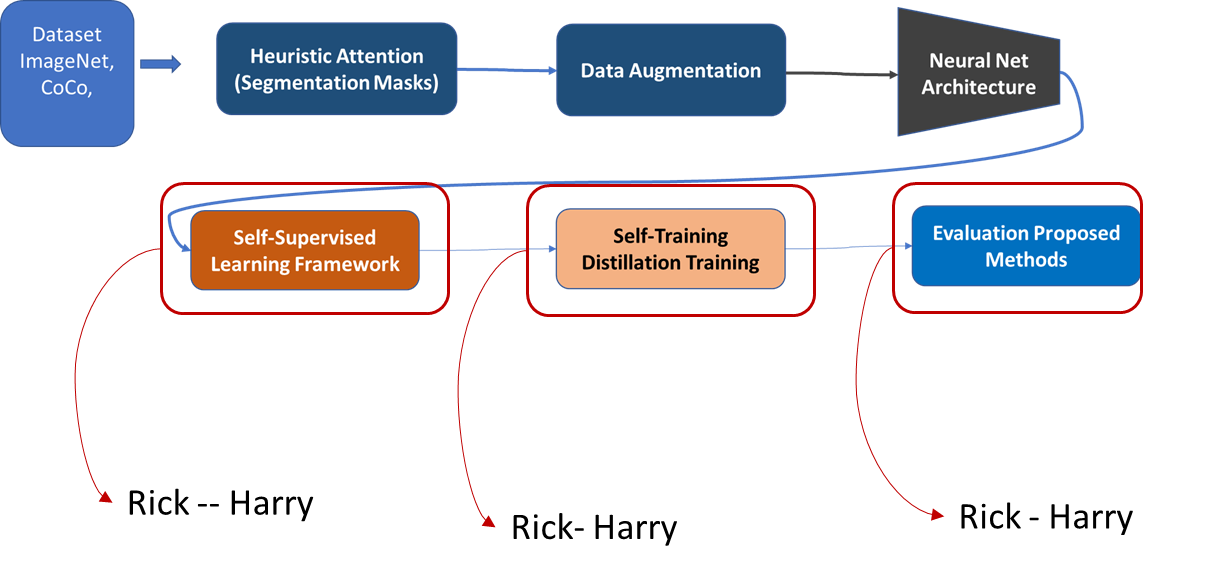 Dataset
ImageNet,
CoCo,
Heuristic Attention
(Segmentation Masks)
Data Augmentation
Neural Net
Architecture
Self-Supervised
Learning Framework
Self-Training
Distillation Training
Evaluation Proposed
Methods
Rick -- Harry
Rick- Harry
Rick - Harry